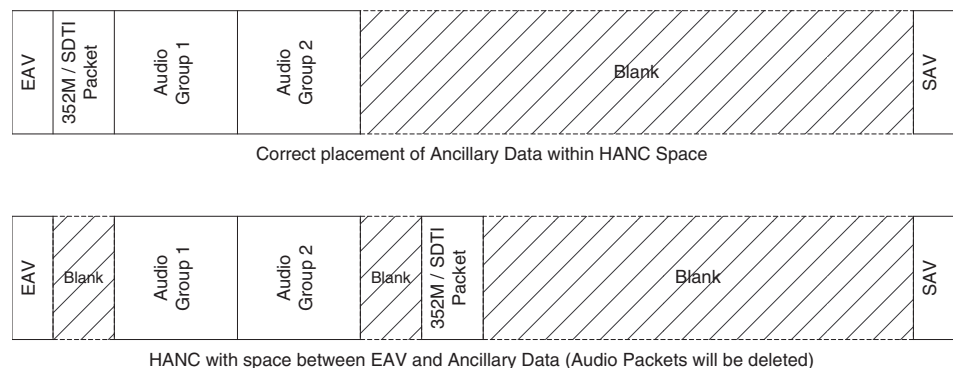 EAV
352M / SDTI
Packet
Audio
Group 1
Audio
Group 2
Blank
SAV
Correct placement of Ancillary Data within HANC Space
EAV
Blank
Audio
Group 1
Audio
Group 2
Blank
352M / SDTI
Packet
Blank
SAV
HANC with space between EAV and Ancillary Data (Audio Packets will be deleted)